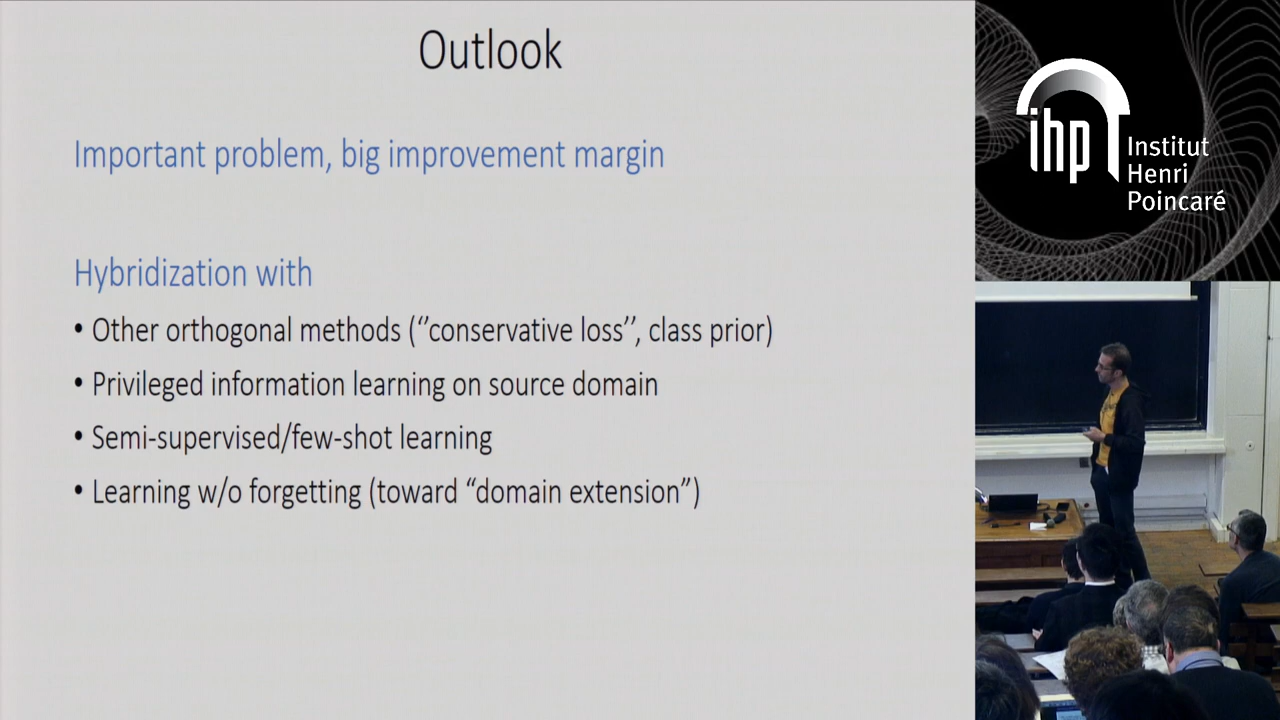 Outlook
Important problem, big improvement margin
Hybridization with
• Other orthogonal methods (‘’conservative loss’’, class prior)
• Privileged information learning on source domain
• Semi-supervised/few-shot learning
• Learning w/o forgetting (toward “domain extension”)
ihp
Institut
Henri
Poincaré